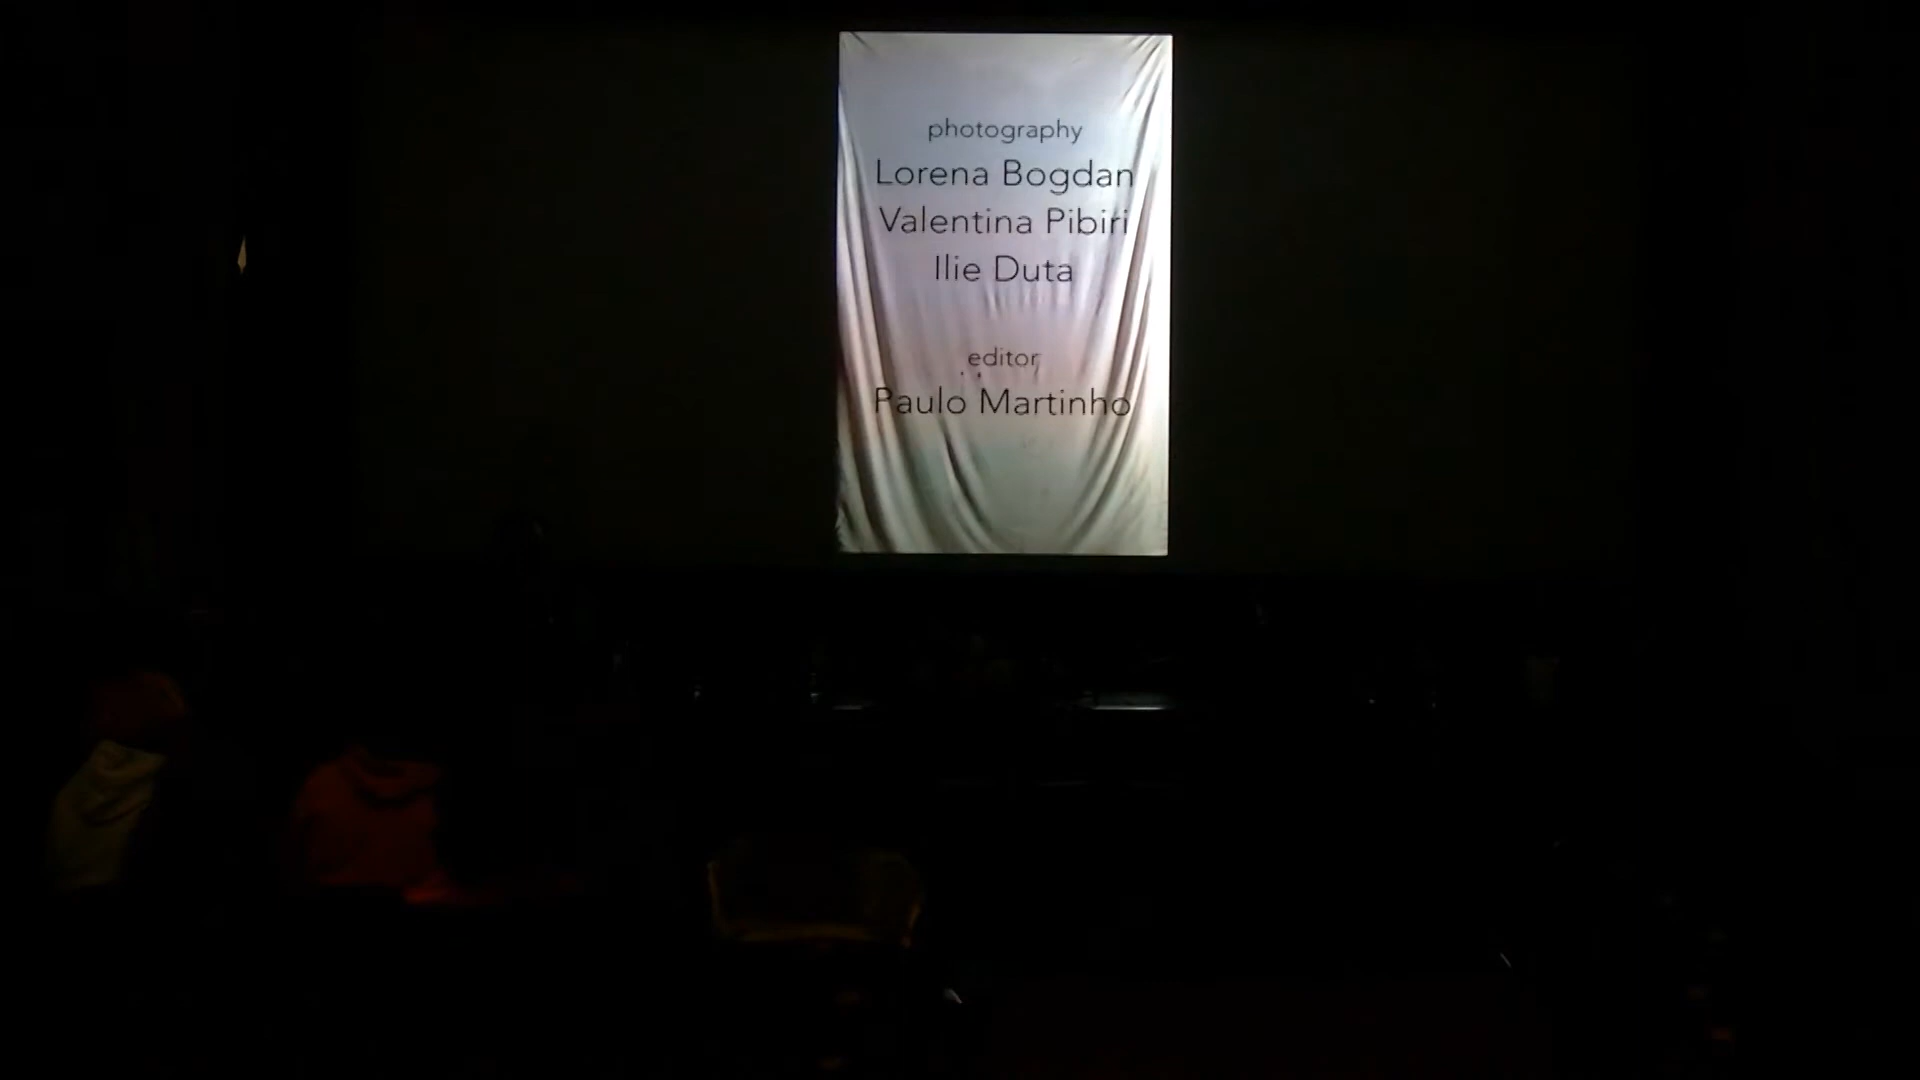 photography
Lorena Bogdan
Valentina Pibiri
Ilie Duta
editor
Paulo Martinho